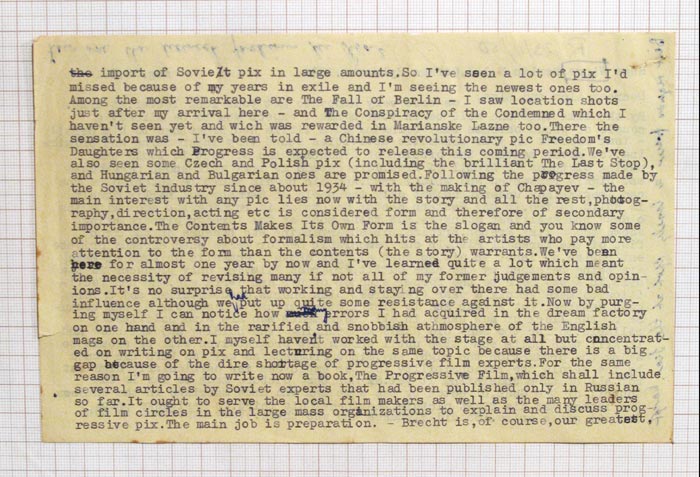 the import of Soviet pix in large amounts.So I've seen a lot of pix I'd
missed because of my years in exile and I'm seeing the newest ones too.
Among the most remarkable are The Fall of Berlin - I saw location shots
just after my arrival here - and The Conspiracy of the Condemned which I
haven't seen yet and wich was rewarded in Marianske Lazne too.There the
sensation was - I've been told - a Chinese revolutionary pic Freedom's
Daughters which Progress is expected to release this coming period.We've
also seen some Czech and Polish pix (including the brilliant The Last Stop),
and Hungarian and Bulgarian ones are promised.Following the progress made by
the Soviet industry since about 1934 - with the making of Chapayev - the
main interest with any pic lies now with the story and all the rest,photog-
raphy,direction,acting etc is considered form and therefore of secondary
importance.The Contents Makes Its Own Form is the slogan and you know some
of the controversy about formalism which hits at the artists who pay more
attention to the form than the contents (the story) warrants.We've been
here for almost one year by now and I've learned quite a lot which meant
the necessity of revising many if not all of my former judgements and opin-
ions.It's no surprise that working and staying over there had some bad
influence although we put up quite some resistance against it.Now by purg-
ing myself I can notice how much many errors I had acquired in the dream factory
on one hand and in the rarified and snobbish athmosphere of the English
mags on the other.I myself haven't worked with the stage at all but concentrat-
ed on writing on pix and lecturing on the same topic because there is a big
gap because of the dire shortage of progressive film experts.For the same
reason I'm going to write now a book,The Progressive Film,which shall include
several articles by Soviet experts that had been published only in Russian
so far.It ought to serve the local film makers as well as the many leaders
of film circles in the large mass organizations to explain and discuss prog
ressive pix.The main job is preparation. - Brecht is,of course,our greatest,